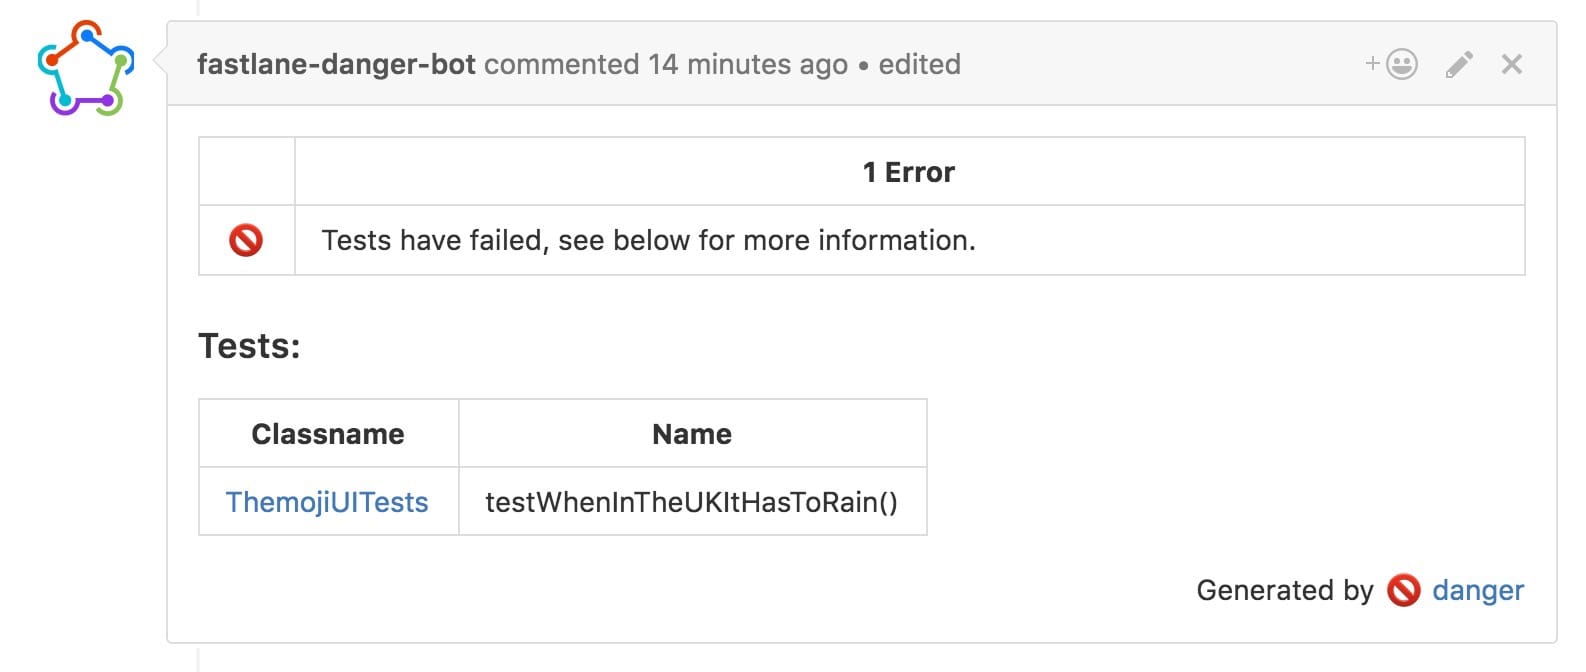 fastlane-danger-bot commented 14 minutes ago • edited
1 Error
Tests have failed, see below for more information.
Tests:
Classname Name
ThemojiUITests testWhenInTheUKItHasToRain()
Generated by danger